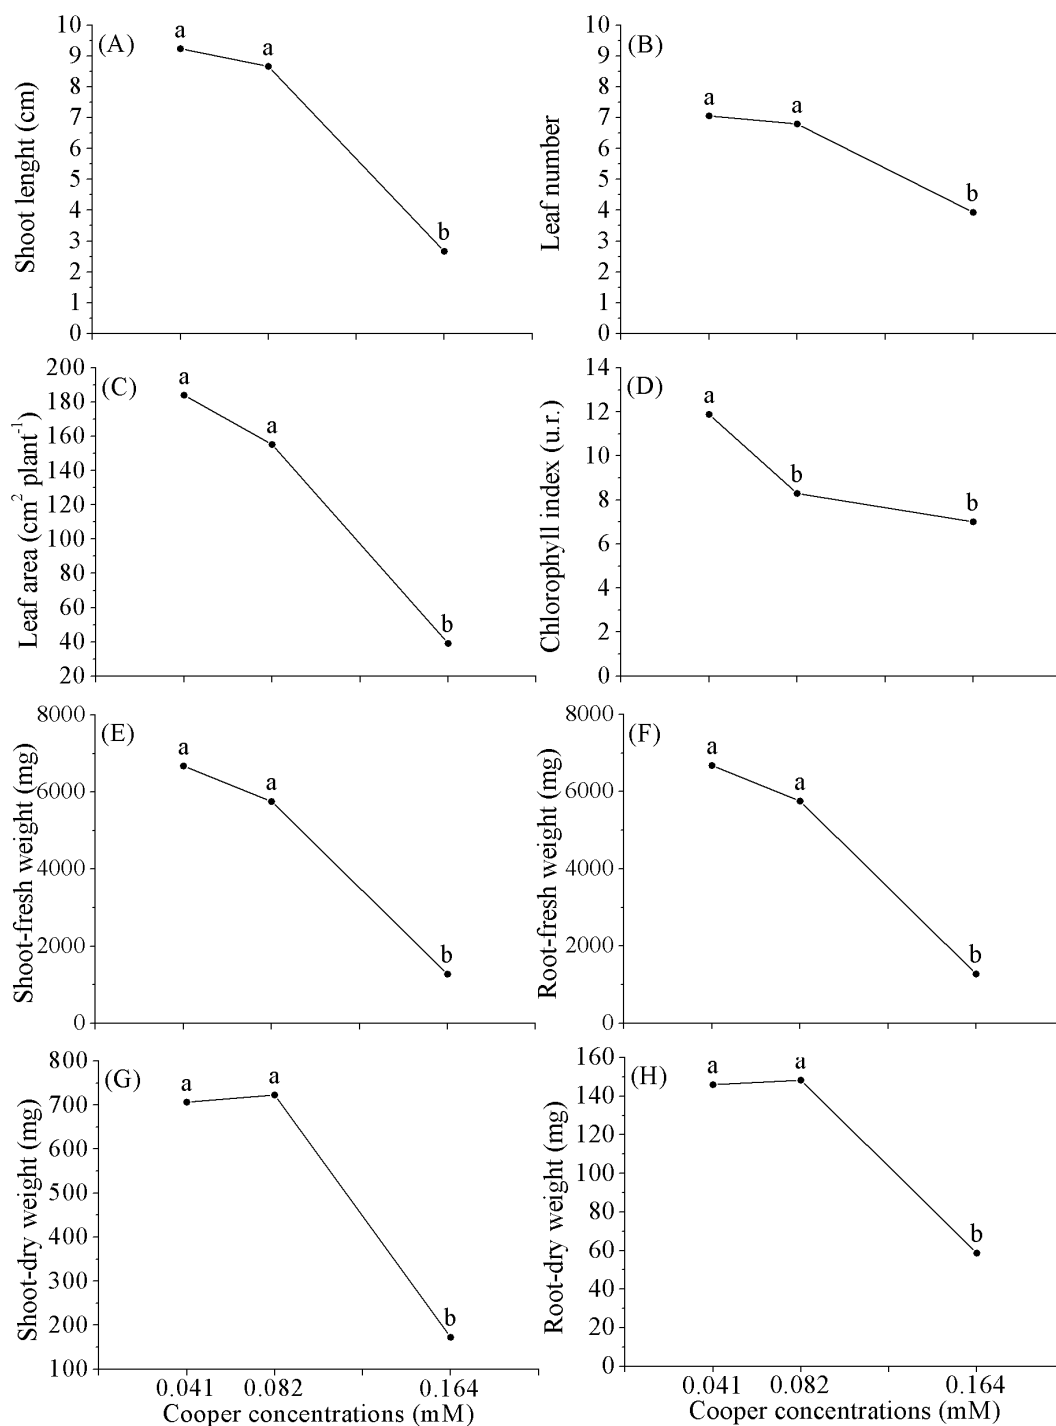 (A)
Shoot lenght (cm)
10
9
8
7
6
5
4
3
2
1
0
a
a
b
(B)
Leaf number
10
9
8
7
6
5
4
3
2
1
0
a
a
b
(C)
Leaf area (cm² plant⁻¹)
200
180
160
140
120
100
80
60
40
20
a
a
b
(D)
Chlorophyll index (u.r.)
14
12
10
8
6
4
2
0
a
b
b
(E)
Shoot-fresh weight (mg)
8000
6000
4000
2000
0
a
a
b
(F)
Root-fresh weight (mg)
8000
6000
4000
2000
0
a
a
b
(G)
Shoot-dry weight (mg)
800
700
600
500
400
300
200
100
a
a
b
0.041 0.082 0.164
Cooper concentrations (mM)
(H)
Root-dry weight (mg)
160
140
120
100
80
60
40
20
0
a
a
b
0.041 0.082 0.164
Cooper concentrations (mM)